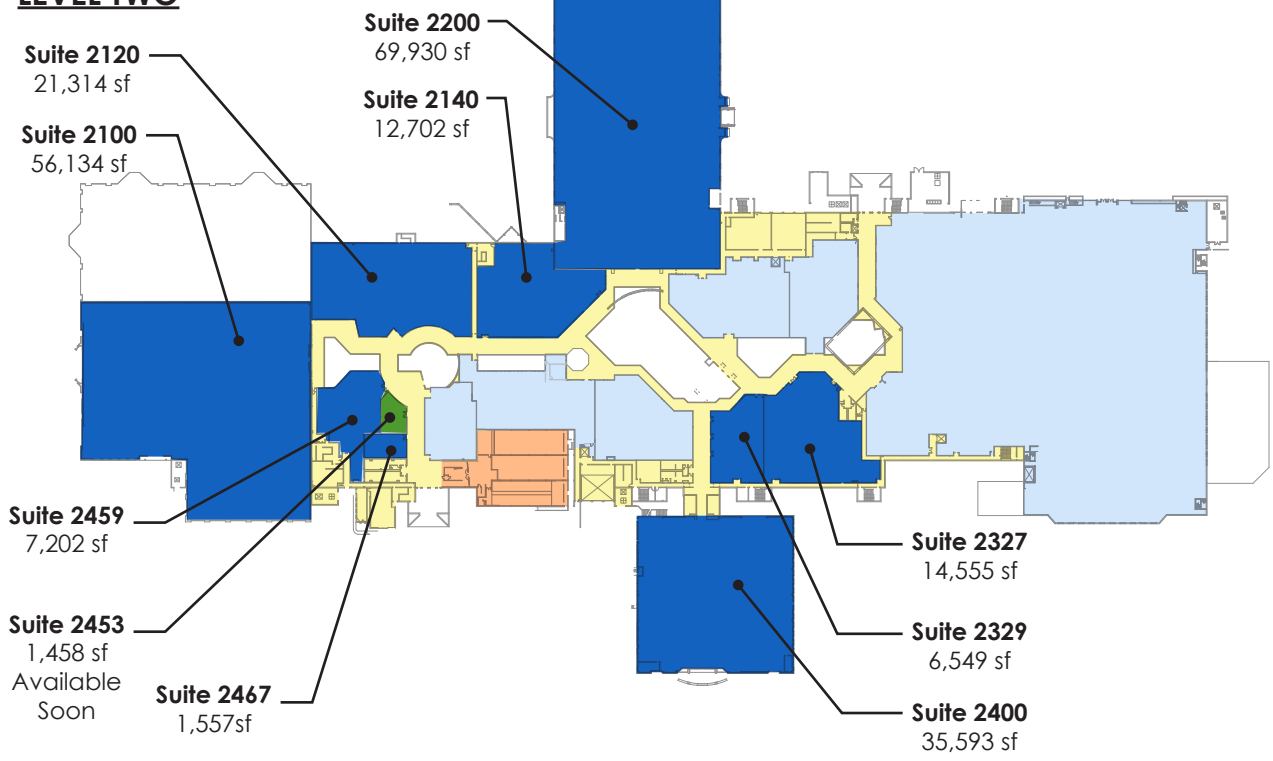 LEVEL TWO
Suite 2200
69,930 sf
Suite 2120
21,314 sf
Suite 2140
12,702 sf
Suite 2100
56,134 sf
Suite 2459
7,202 sf
Suite 2327
14,555 sf
Suite 2453
1,458 sf
Available
Soon
Suite 2329
6,549 sf
Suite 2467
1,557sf
Suite 2400
35,593 sf